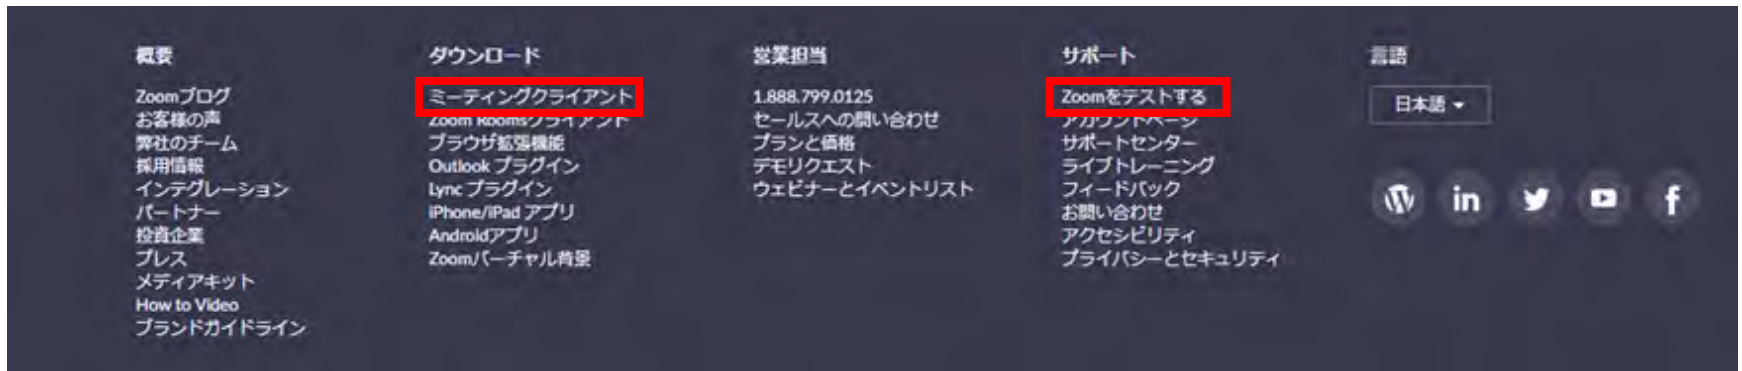 概要
Zoomブログ
お客様の声
弊社のチーム
採用情報
インテグレーション
パートナー
投資企業
プレス
メディアキット
How to Video
ブランドガイドライン
ダウンロード
ミーティングクライアント
Zoom Roomsクライアント
ブラウザ拡張機能
Outlook プラグイン
Lync プラグイン
iPhone/iPad アプリ
Androidアプリ
Zoomバーチャル背景
営業担当
1.888.799.0125
セールスへの問い合わせ
プランと価格
デモリクエスト
ウェビナーとイベントリスト
サポート
Zoomをテストする
アカウントページ
サポートセンター
ライブトレーニング
フィードバック
お問い合わせ
アクセシビリティ
プライバシーとセキュリティ
言語
日本語
in
f